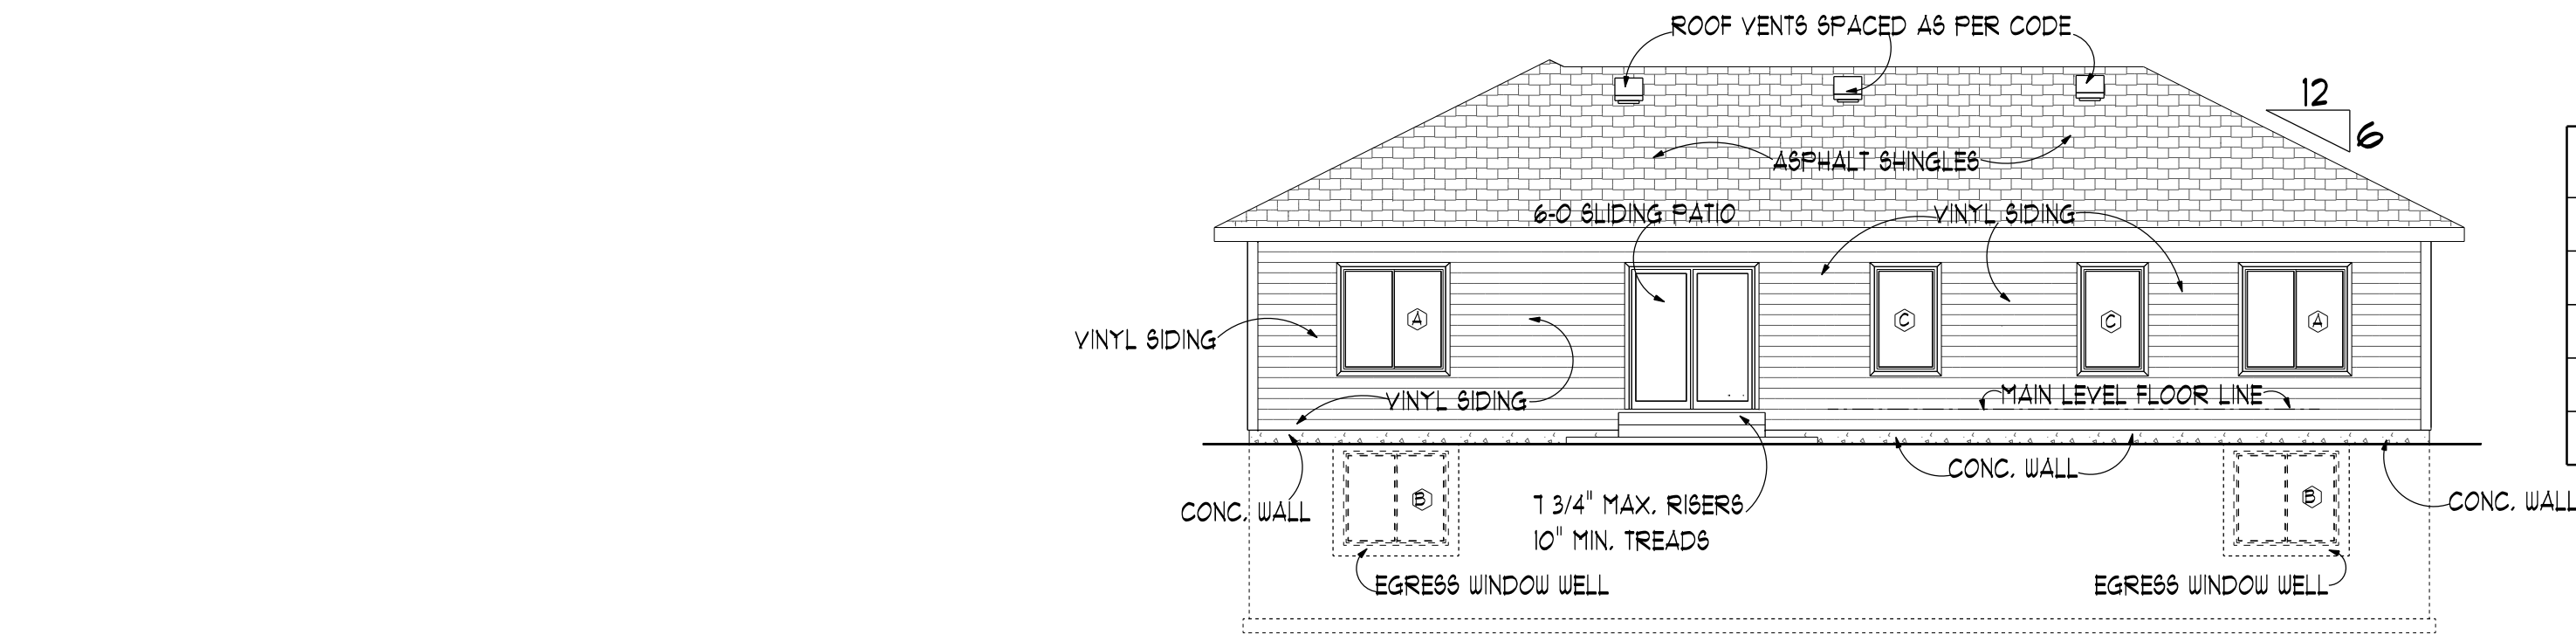 ROOF VENTS SPACED AS PER CODE
12
6
ASPHALT SHINGLES
6-0 SLIDING PATIO
VINYL SIDING
A
C
C
A
VINYL SIDING
VINYL SIDING
MAIN LEVEL FLOOR LINE
CONC. WALL
B
B
7 3/4" MAX. RISERS
10" MIN. TREADS
CONC. WALL
CONC. WALL
EGRESS WINDOW WELL
EGRESS WINDOW WELL